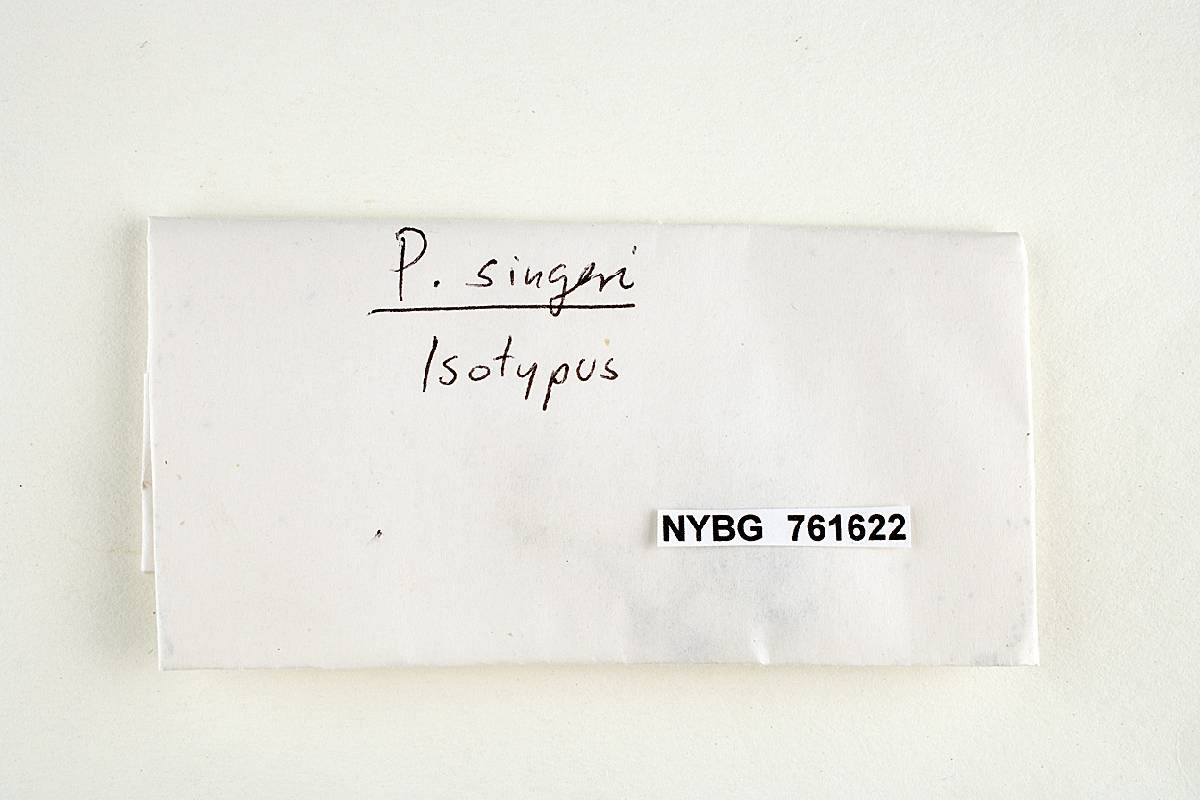 P. singeri
Isotypus
NYBG 761622